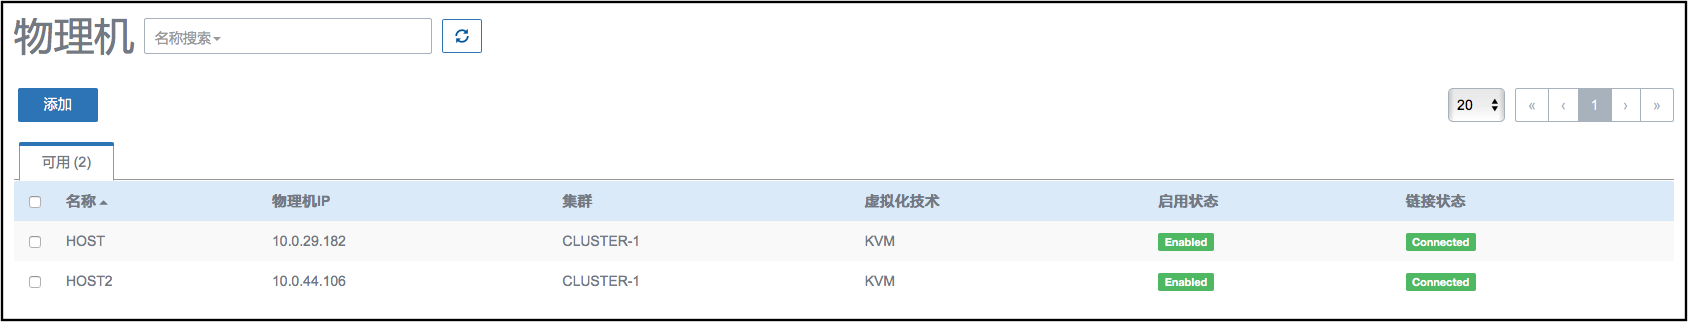 物理机 名称搜索
添加 20 « ‹ 1 › »
可用 (2)
名称 物理机IP 集群 虚拟化技术 启用状态 链接状态
HOST 10.0.29.182 CLUSTER-1 KVM Enabled Connected
HOST2 10.0.44.106 CLUSTER-1 KVM Enabled Connected